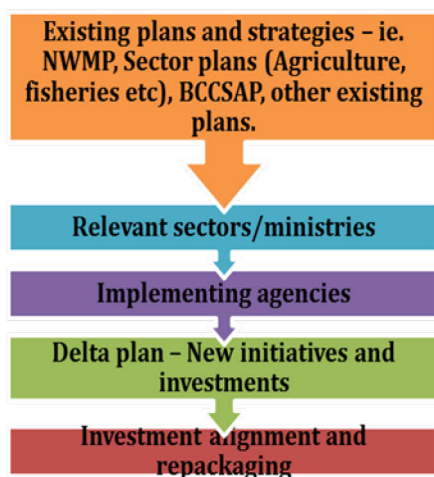 Existing plans and strategies – ie.
NWMP, Sector plans (Agriculture,
fisheries etc), BCCSAP, other existing
plans.
Relevant sectors/ministries
Implementing agencies
Delta plan – New initiatives and
investments
Investment alignment and
repackaging